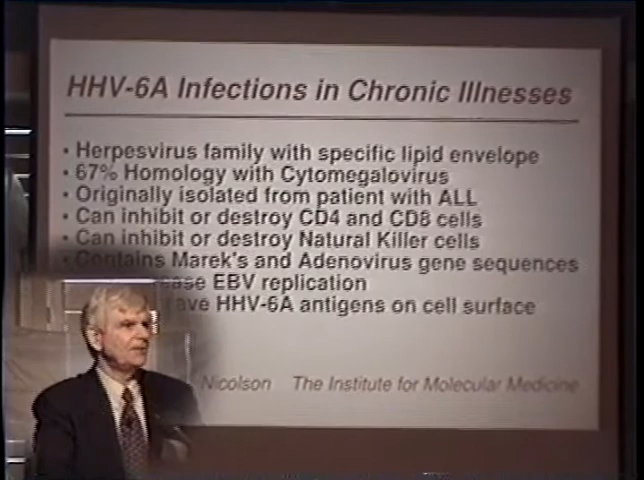 HHV-6A Infections in Chronic Illnesses
• Herpesvirus family with specific lipid envelope
• 67% Homology with Cytomegalovirus
• Originally isolated from patient with ALL
• Can inhibit or destroy CD4 and CD8 cells
• Can inhibit or destroy Natural Killer cells
• Contains Marek's and Adenovirus gene sequences
EBV replication
HHV-6A antigens on cell surface
Nicolson The Institute for Molecular Medicine